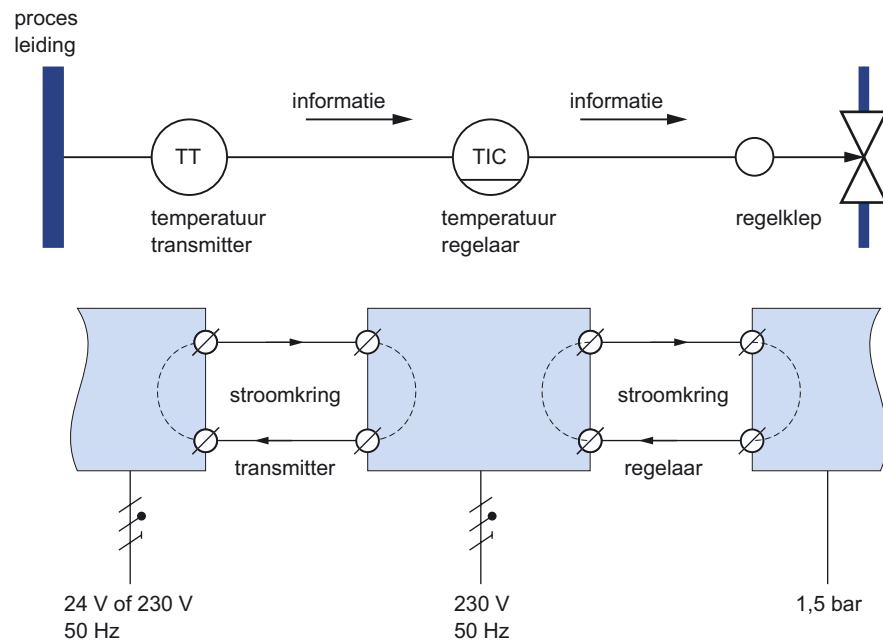 proces
leiding
informatie
informatie
TT
TIC
temperatuur
transmitter
temperatuur
regelaar
regelklep
stroomkring
stroomkring
transmitter
regelaar
24 V of 230 V
50 Hz
230 V
50 Hz
1,5 bar